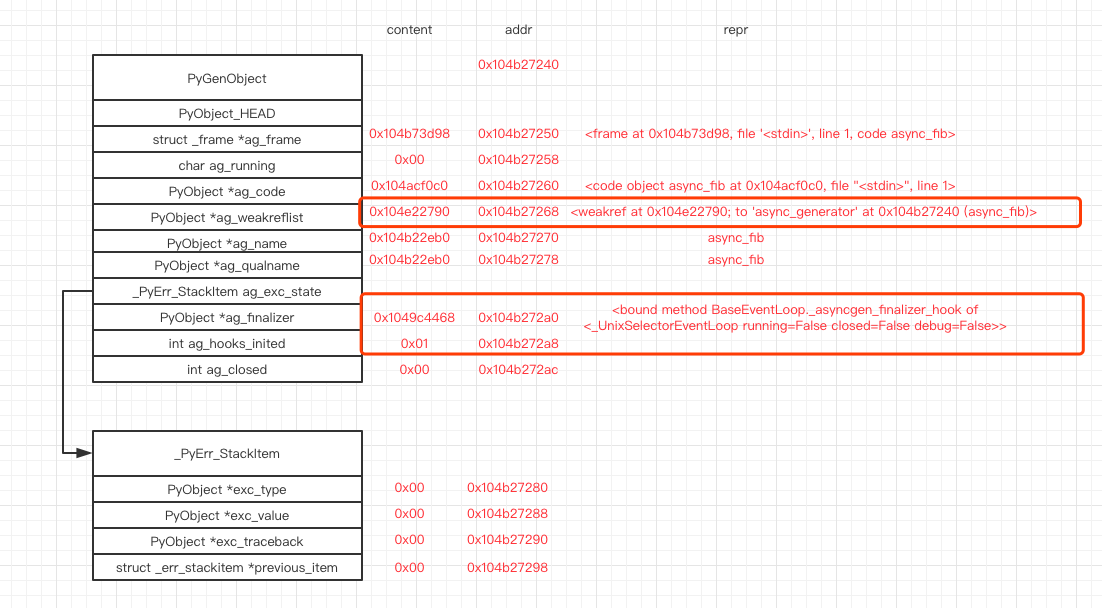 content addr repr
0x104b27240
PyGenObject
PyObject_HEAD
struct _frame *ag_frame 0x104b73d98 0x104b27250 <frame at 0x104b73d98, file '<stdin>', line 1, code async_fib>
char ag_running 0x00 0x104b27258
PyObject *ag_code 0x104acf0c0 0x104b27260 <code object async_fib at 0x104acf0c0, file "<stdin>", line 1>
PyObject *ag_weakreflist 0x104e22790 0x104b27268 <weakref at 0x104e22790; to 'async_generator' at 0x104b27240 (async_fib)>
PyObject *ag_name 0x104b22eb0 0x104b27270 async_fib
PyObject *ag_qualname 0x104b22eb0 0x104b27278 async_fib
_PyErr_StackItem ag_exc_state
PyObject *ag_finalizer 0x1049c4468 0x104b272a0 <bound method BaseEventLoop._asyncgen_finalizer_hook of
<_UnixSelectorEventLoop running=False closed=False debug=False>>
int ag_hooks_inited 0x01 0x104b272a8
int ag_closed 0x00 0x104b272ac
_PyErr_StackItem
PyObject *exc_type 0x00 0x104b27280
PyObject *exc_value 0x00 0x104b27288
PyObject *exc_traceback 0x00 0x104b27290
struct _err_stackitem *previous_item 0x00 0x104b27298